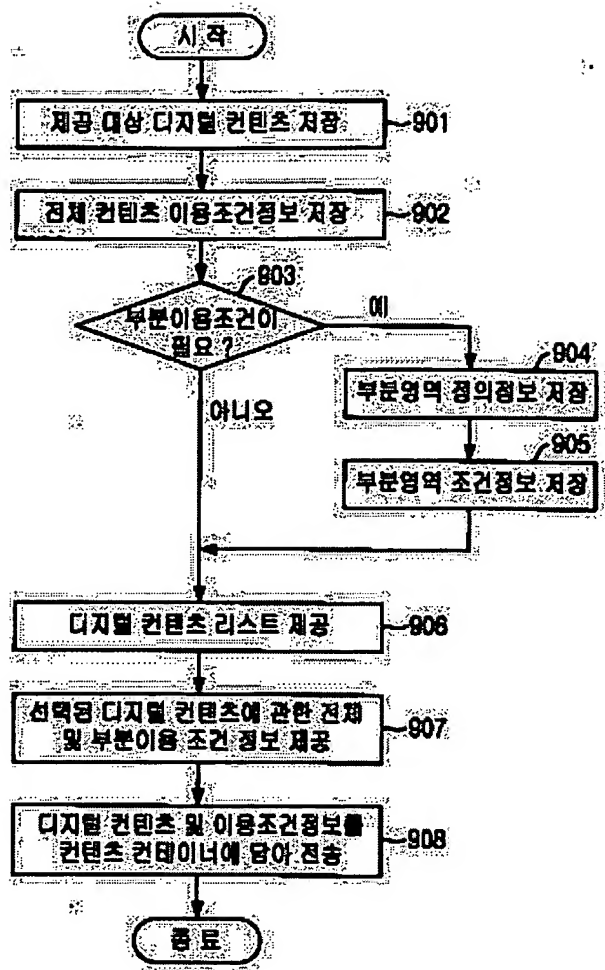 시 작
제공 대상 디지털 컨텐츠 저장
901
전체 컨텐츠 이용조건정보 저장
902
903
부분이용조건이
필요?
예
아니오
904
부분영역 정의정보 저장
905
부분영역 조건정보 저장
디지털 컨텐츠 리스트 제공
906
선택된 디지털 컨텐츠에 관한 전체
및 부분이용 조건 정보 제공
907
디지털 컨텐츠 및 이용조건정보를
컨텐츠 컨테이너에 담아 전송
908
종 료